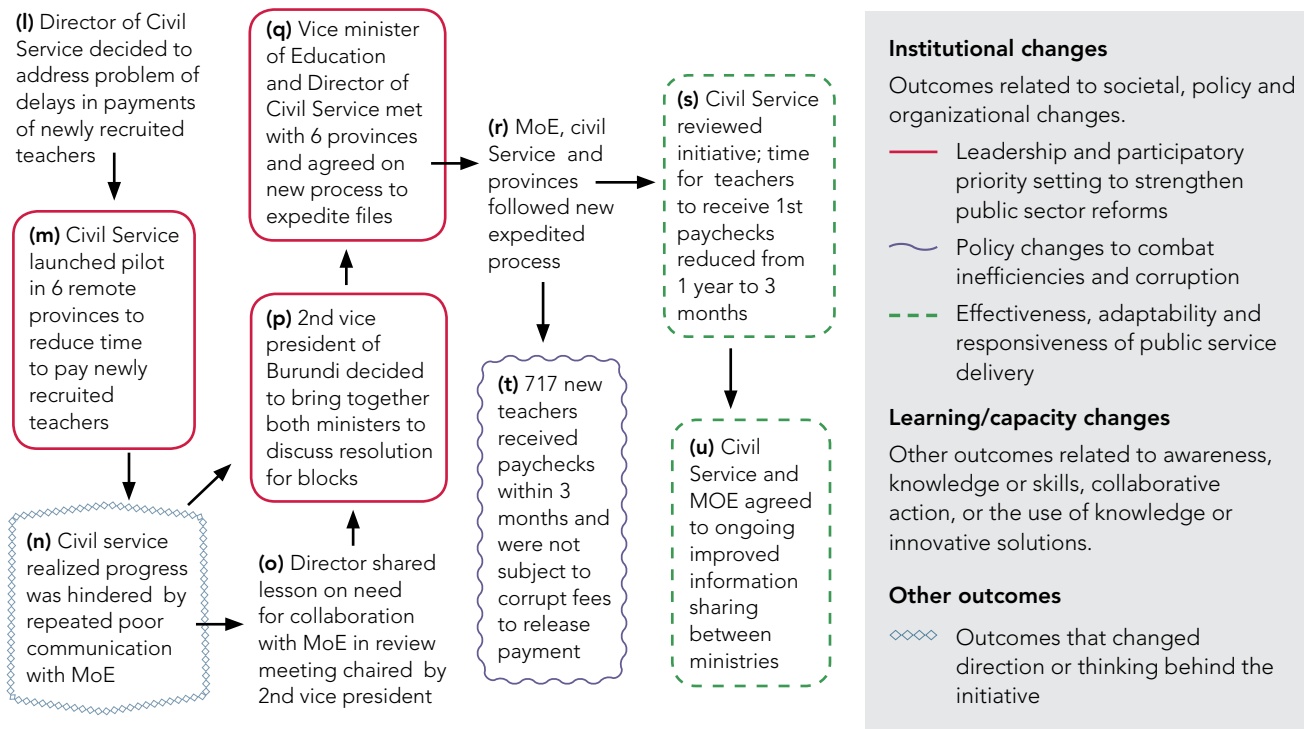 (l) Director of Civil
Service decided to
address problem of
delays in payments
of newly recruited
teachers
(m) Civil Service
launched pilot
in 6 remote
provinces to
reduce time
to pay newly
recruited
teachers
(n) Civil service
realized progress
was hindered by
repeated poor
communication
with MoE
(o) Director shared
lesson on need
for collaboration
with MoE in review
meeting chaired by
2nd vice president
(p) 2nd vice
president of
Burundi decided
to bring together
both ministers to
discuss resolution
for blocks
(q) Vice minister
of Education
and Director of
Civil Service met
with 6 provinces
and agreed on
new process to
expedite files
(r) MoE, civil
Service and
provinces
followed new
expedited
process
(s) Civil Service
reviewed
initiative; time
for teachers
to receive 1st
paychecks
reduced from
1 year to 3
months
(t) 717 new
teachers
received
paychecks
within 3
months and
were not
subject to
corrupt fees
to release
payment
(u) Civil
Service and
MOE agreed
to ongoing
improved
information
sharing
between
ministries
Institutional changes
Outcomes related to societal, policy and
organizational changes.
Leadership and participatory
priority setting to strengthen
public sector reforms
Policy changes to combat
inefficiencies and corruption
Effectiveness, adaptability and
responsiveness of public service
delivery
Learning/capacity changes
Other outcomes related to awareness,
knowledge or skills, collaborative
action, or the use of knowledge or
innovative solutions.
Other outcomes
Outcomes that changed
direction or thinking behind the
initiative